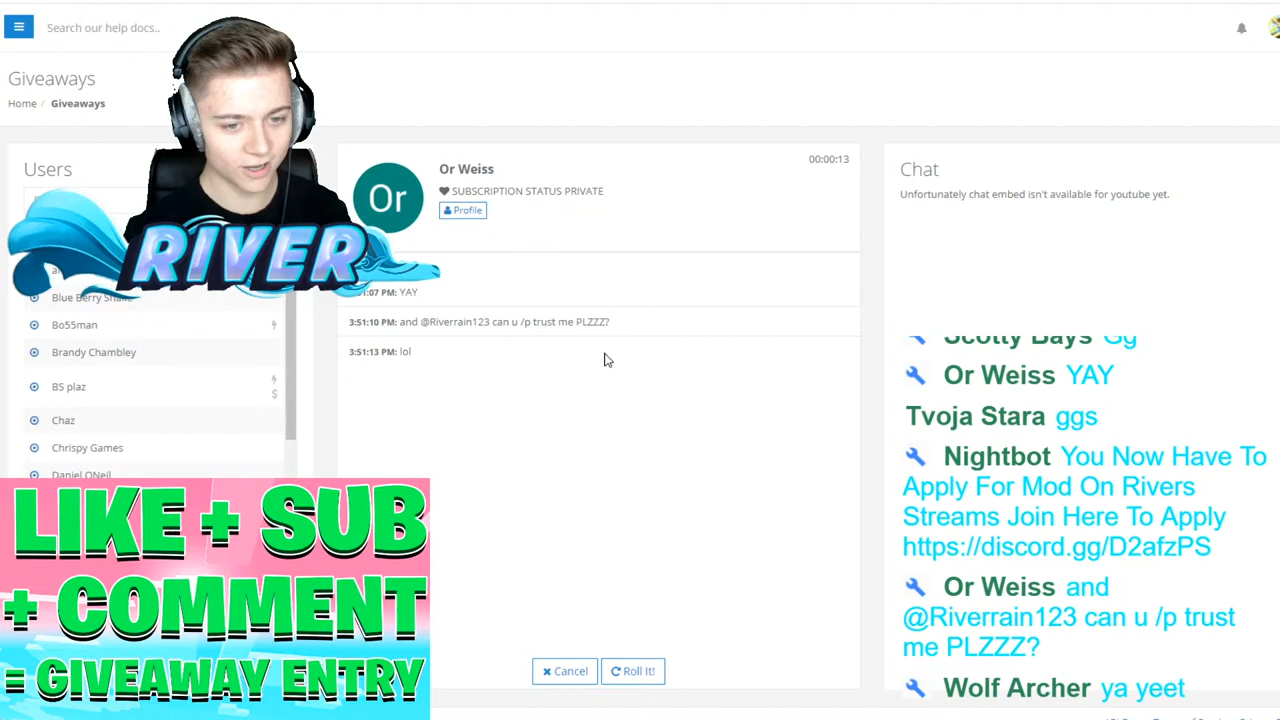 Search our help docs..
Giveaways
Home / Giveaways
Users
Blue Berry Shake
Bo55man
Brandy Chambley
BS plaz
Chaz
Chrispy Games
Daniel ONeil
RIVER
LIKE + SUB
+ COMMENT
= GIVEAWAY ENTRY
Or
Or Weiss
00:00:13
SUBSCRIPTION STATUS PRIVATE
Profile
:07 PM: YAY
3:51:10 PM: and @Riverrain123 can u /p trust me PLZZZ?
3:51:13 PM: lol
Cancel
Roll It!
Chat
Unfortunately chat embed isn't available for youtube yet.
Scotty Bays Gg
Or Weiss YAY
Tvoja Stara ggs
Nightbot You Now Have To
Apply For Mod On Rivers
Streams Join Here To Apply
https://discord.gg/D2afzPS
Or Weiss and
@Riverrain123 can u /p trust
me PLZZZ?
Wolf Archer ya yeet